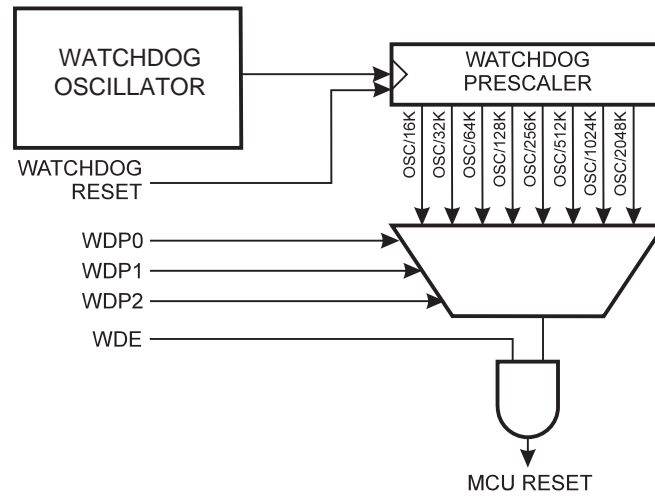 WATCHDOG
OSCILLATOR
WATCHDOG
PRESCALER
OSC/16K
OSC/32K
OSC/64K
OSC/128K
OSC/256K
OSC/512K
OSC/1024K
OSC/2048K
WATCHDOG
RESET
WDP0
WDP1
WDP2
WDE
MCU RESET